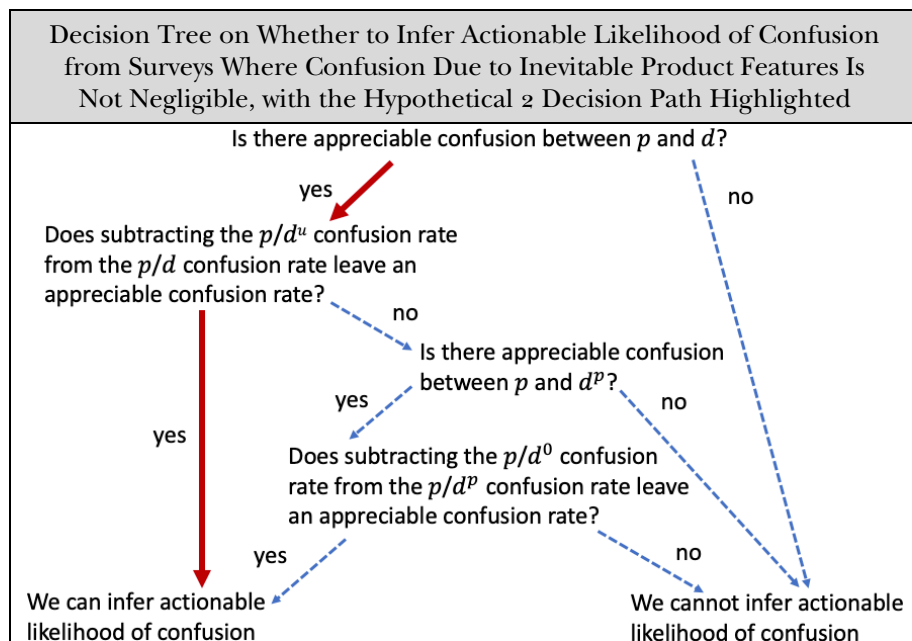 Decision Tree on Whether to Infer Actionable Likelihood of Confusion
from Surveys Where Confusion Due to Inevitable Product Features Is
Not Negligible, with the Hypothetical 2 Decision Path Highlighted
Is there appreciable confusion between p and d?
yes
no
Does subtracting the p/dᵘ confusion rate
from the p/d confusion rate leave an
appreciable confusion rate?
no
Is there appreciable confusion
between p and dᵖ?
yes
no
yes
Does subtracting the p/d⁰ confusion
rate from the p/dᵖ confusion rate leave
an appreciable confusion rate?
yes
no
We can infer actionable
likelihood of confusion
We cannot infer actionable
likelihood of confusion